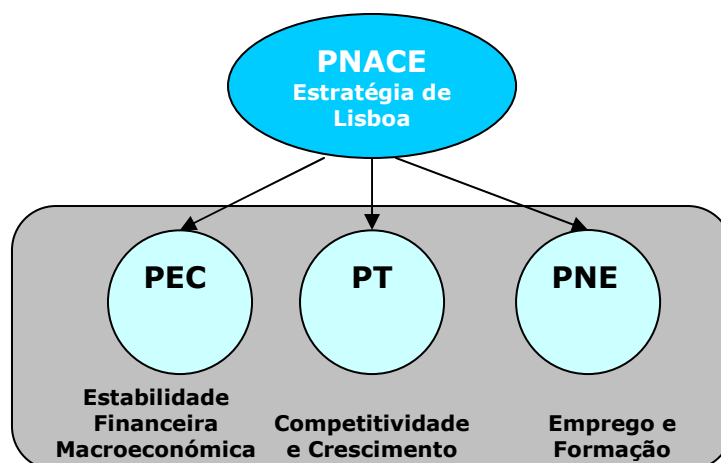 PNACE
Estratégia de
Lisboa
PEC
PT
PNE
Estabilidade
Financeira
Macroeconómica
Competitividade
e Crescimento
Emprego e
Formação